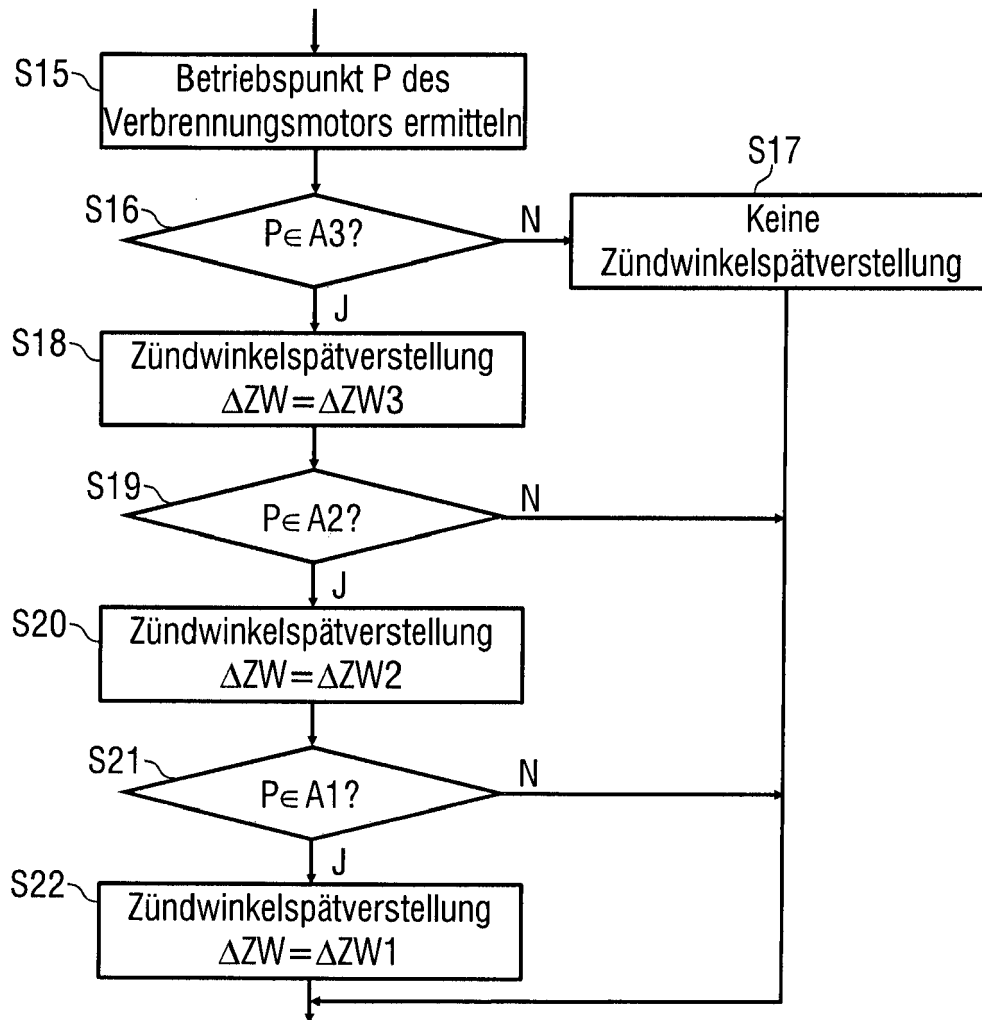 S15
Betriebspunkt P des
Verbrennungsmotors ermitteln
S17
S16
P∈A3?
N
Keine
Zündwinkelspätverstellung
J
S18
Zündwinkelspätverstellung
ΔZW=ΔZW3
S19
P∈A2?
N
J
S20
Zündwinkelspätverstellung
ΔZW=ΔZW2
S21
P∈A1?
N
J
S22
Zündwinkelspätverstellung
ΔZW=ΔZW1